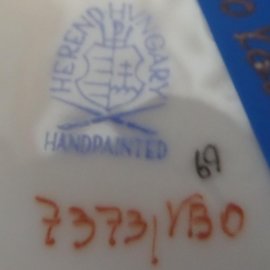 HEREND HUNGARY
HANDPAINTED
69
7373/VBO